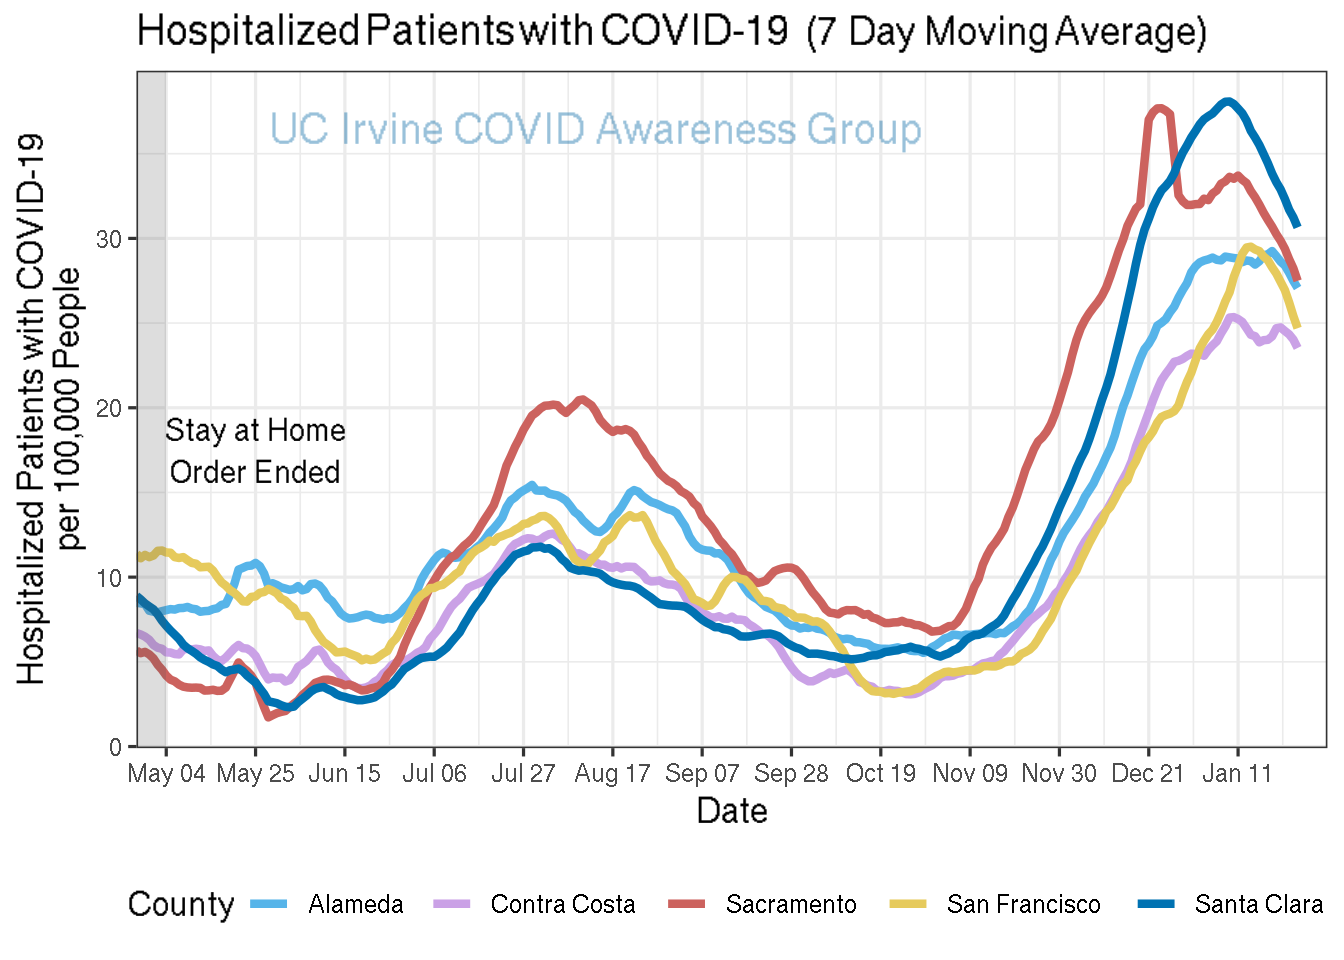 Hospitalized Patients with COVID-19 (7 Day Moving Average)
UC Irvine COVID Awareness Group
Hospitalized Patients with COVID-19
per 100,000 People
30
20
10
0
Stay at Home
Order Ended
May 04 May 25 Jun 15 Jul 06 Jul 27 Aug 17 Sep 07 Sep 28 Oct 19 Nov 09 Nov 30 Dec 21 Jan 11
Date
County Alameda Contra Costa Sacramento San Francisco Santa Clara